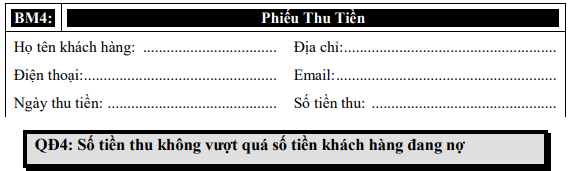 BM4: Phiếu Thu Tiền
Họ tên khách hàng: ........................................ Địa chỉ:.........................................................
Điện thoại:..................................................... Email:...........................................................
Ngày thu tiền: ................................................ Số tiền thu: .................................................
QĐ4: Số tiền thu không vượt quá số tiền khách hàng đang nợ